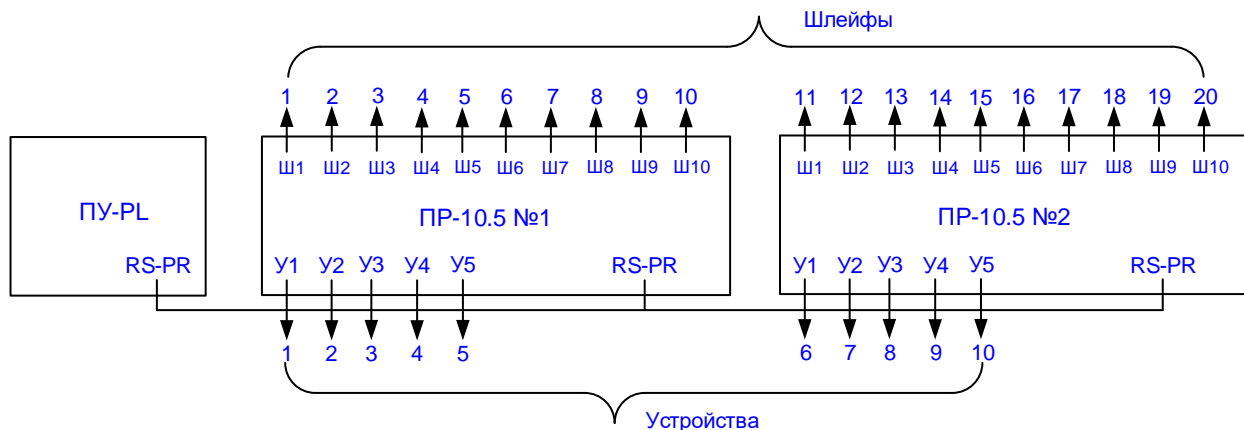 Шлейфы
1 2 3 4 5 6 7 8 9 10 11 12 13 14 15 16 17 18 19 20
Ш1 Ш2 Ш3 Ш4 Ш5 Ш6 Ш7 Ш8 Ш9 Ш10 Ш1 Ш2 Ш3 Ш4 Ш5 Ш6 Ш7 Ш8 Ш9 Ш10
ПУ-PL ПР-10.5 №1 ПР-10.5 №2
RS-PR У1 У2 У3 У4 У5 RS-PR У1 У2 У3 У4 У5 RS-PR
1 2 3 4 5 6 7 8 9 10
Устройства